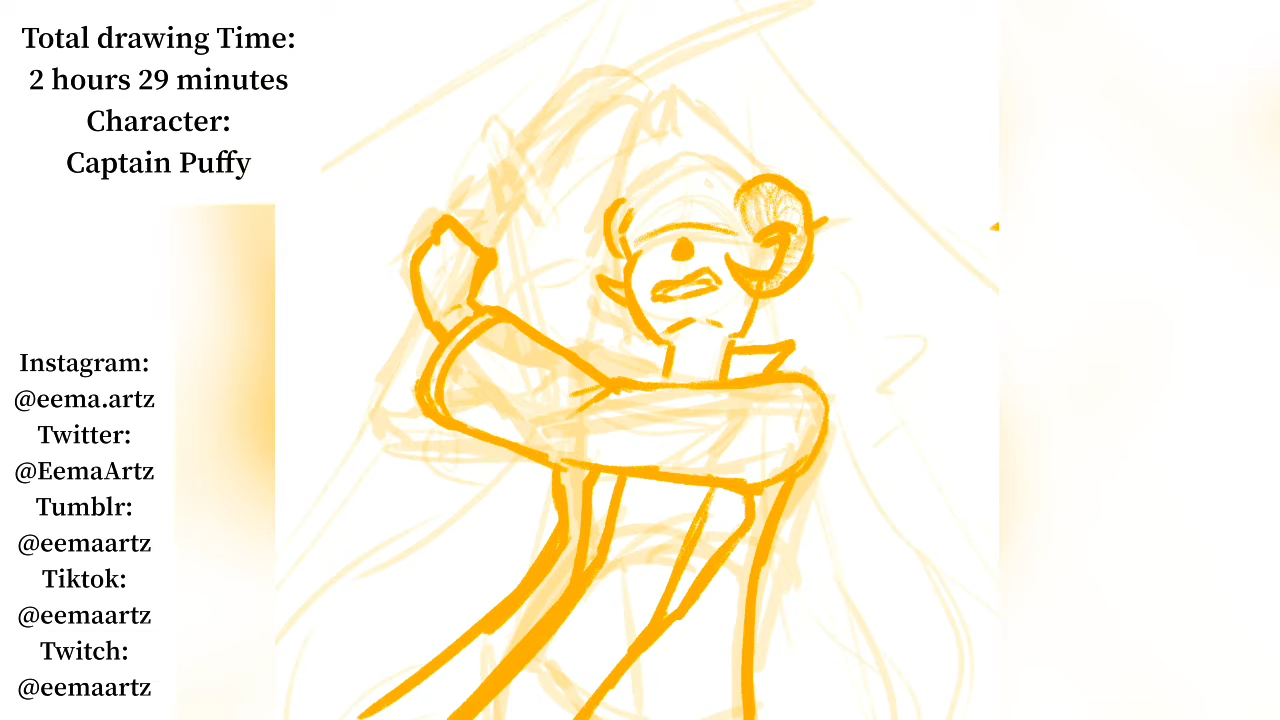 Total drawing Time:
2 hours 29 minutes
Character:
Captain Puffy
Instagram:
@eema.artz
Twitter:
@EemaArtz
Tumblr:
@eemaartz
Tiktok:
@eemaartz
Twitch:
@eemaartz